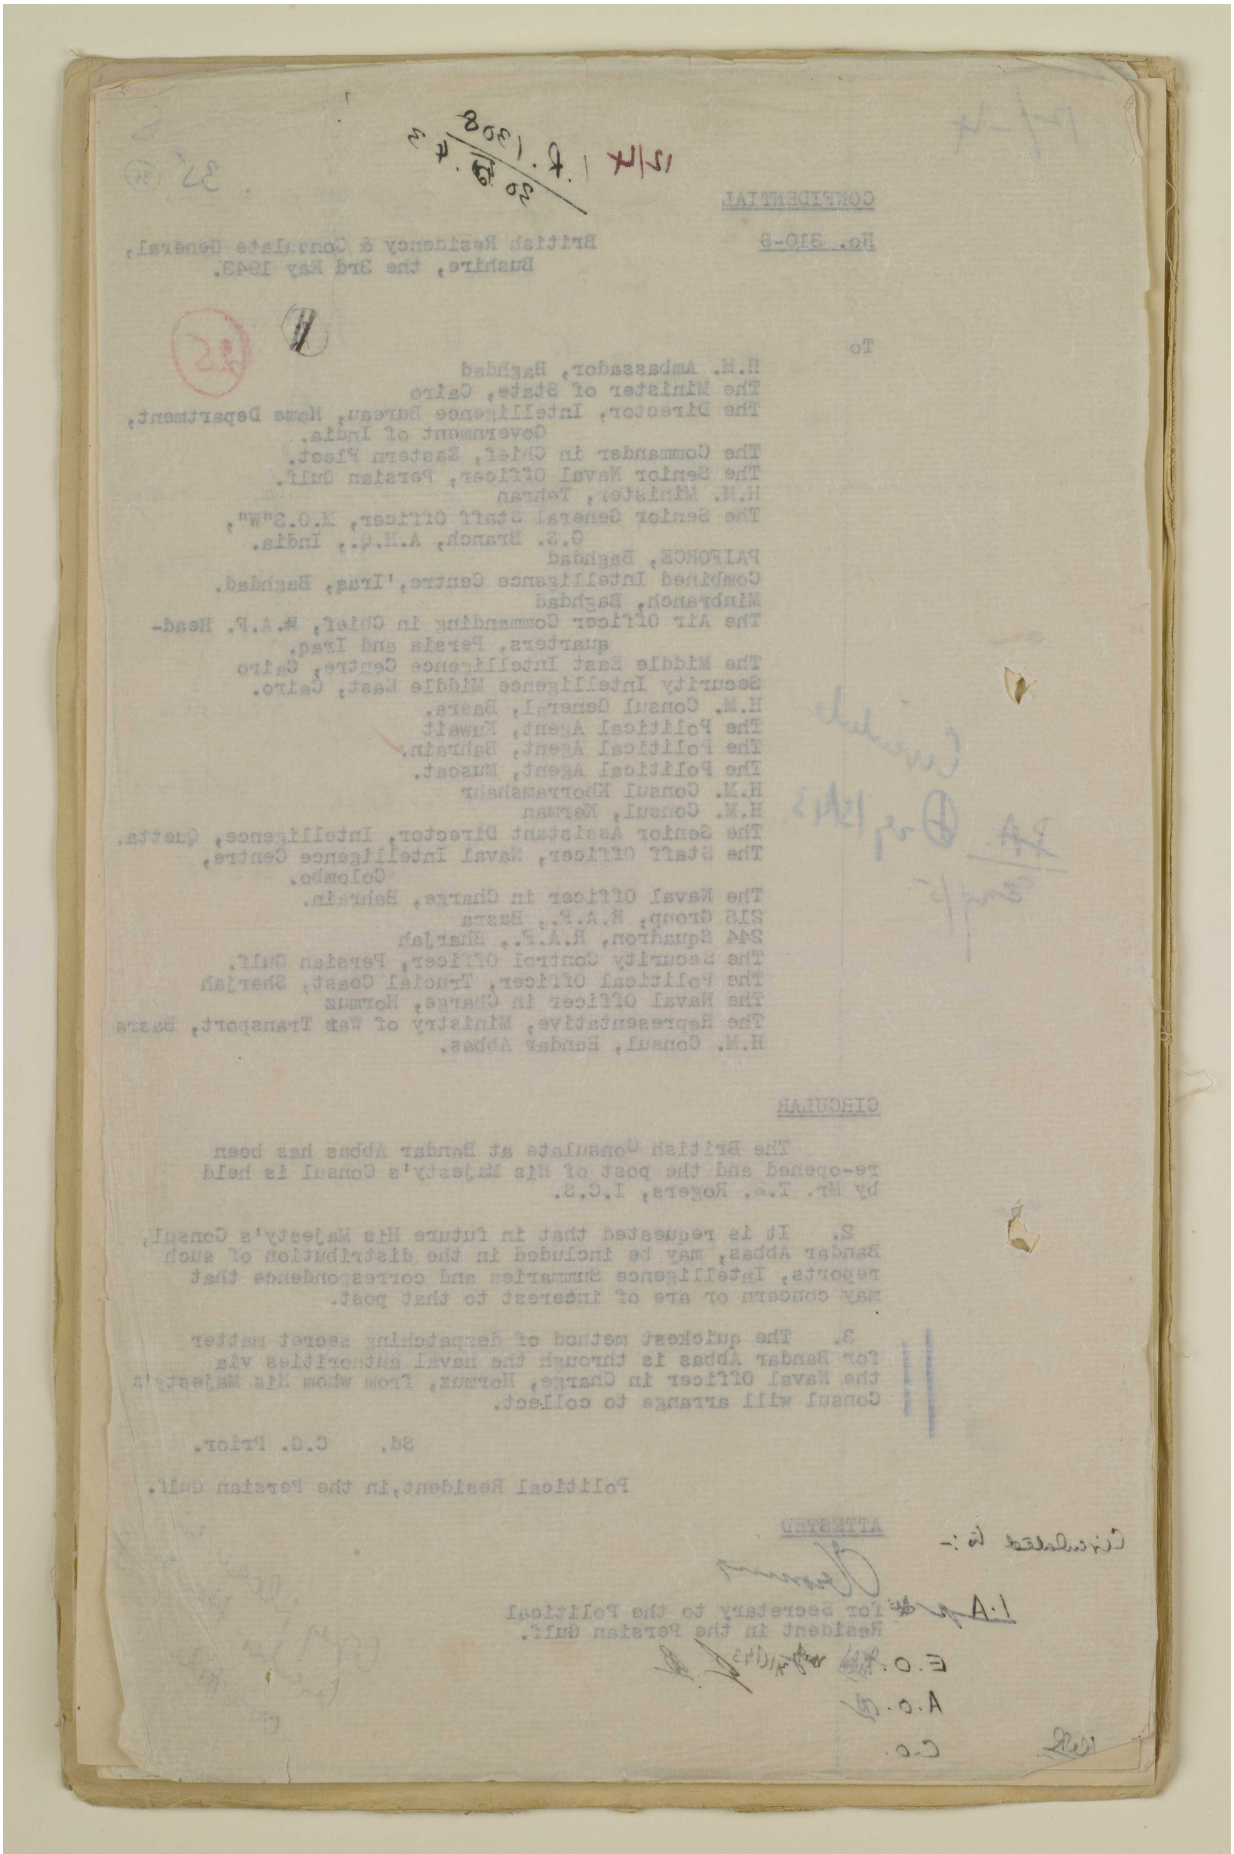 CONFIDENTIAL
No. 310-S
British Residency & Consulate General,
Bushire, the 3rd May 1943.
12/4
1308
30
35
25
To
H.M. Ambassador, Baghdad
The Minister of State, Cairo
The Director, Intelligence Bureau, Home Department,
Government of India.
The Commander in Chief, Eastern Fleet.
The Senior Naval Officer, Persian Gulf.
H.M. Minister, Tehran
The Senior General Staff Officer, M.O.3"W",
G.S. Branch, A.H.Q., India.
PAIFORCE, Baghdad
Combined Intelligence Centre, 'Iraq, Baghdad.
Minbranch, Baghdad
The Air Officer Commanding in Chief, R.A.F. Head-
quarters, Persia and Iraq.
The Middle East Intelligence Centre, Cairo
Security Intelligence Middle East, Cairo.
H.M. Consul General, Basra.
The Political Agent, Kuwait
The Political Agent, Bahrain.
The Political Agent, Muscat.
H.M. Consul Khorramshahr
H.M. Consul, Kerman
The Senior Assistant Director, Intelligence, Quetta.
The Staff Officer, Naval Intelligence Centre,
Colombo.
The Naval Officer in Charge, Bahrain.
215 Group, R.A.F., Basra
244 Squadron, R.A.F., Sharjah
The Security Control Officer, Persian Gulf.
The Political Officer, Trucial Coast, Sharjah
The Naval Officer in Charge, Hormuz
The Representative, Ministry of War Transport, Basra
H.M. Consul, Bandar Abbas.
Circulate
CIRCULAR
The British Consulate at Bandar Abbas has been
re-opened and the post of His Majesty's Consul is held
by Mr. T.E. Rogers, I.C.S.
2. It is requested that in future His Majesty's Consul,
Bandar Abbas, may be included in the distribution of such
reports, Intelligence Summaries and correspondence that
may concern or are of interest to that post.
3. The quickest method of despatching secret matter
for Bandar Abbas is through the naval authorities via
the Naval Officer in Charge, Hormuz, from whom His Majesty's
Consul will arrange to collect.
Sd. C.G. Prior.
Political Resident, in the Persian Gulf.
ATTESTED
for Secretary to the Political
Resident in the Persian Gulf.
Circulated to:-
I.A.
E.O.
A.O.
C.O.